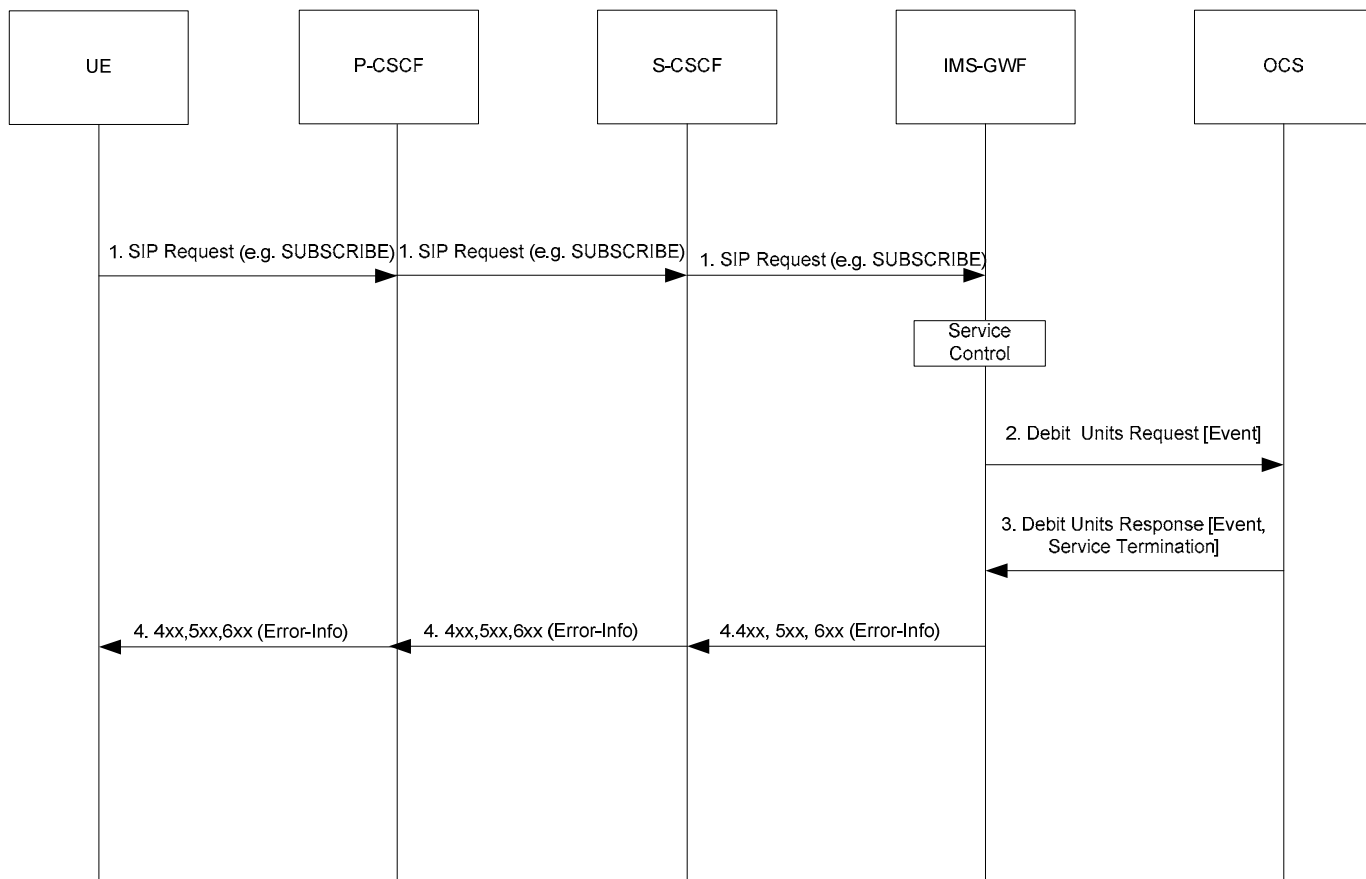 UE
P-CSCF
S-CSCF
IMS-GWF
OCS
1. SIP Request (e.g. SUBSCRIBE)
1. SIP Request (e.g. SUBSCRIBE)
1. SIP Request (e.g. SUBSCRIBE)
Service
Control
2. Debit Units Request [Event]
3. Debit Units Response [Event,
Service Termination]
4. 4xx,5xx,6xx (Error-Info)
4. 4xx,5xx,6xx (Error-Info)
4.4xx, 5xx, 6xx (Error-Info)